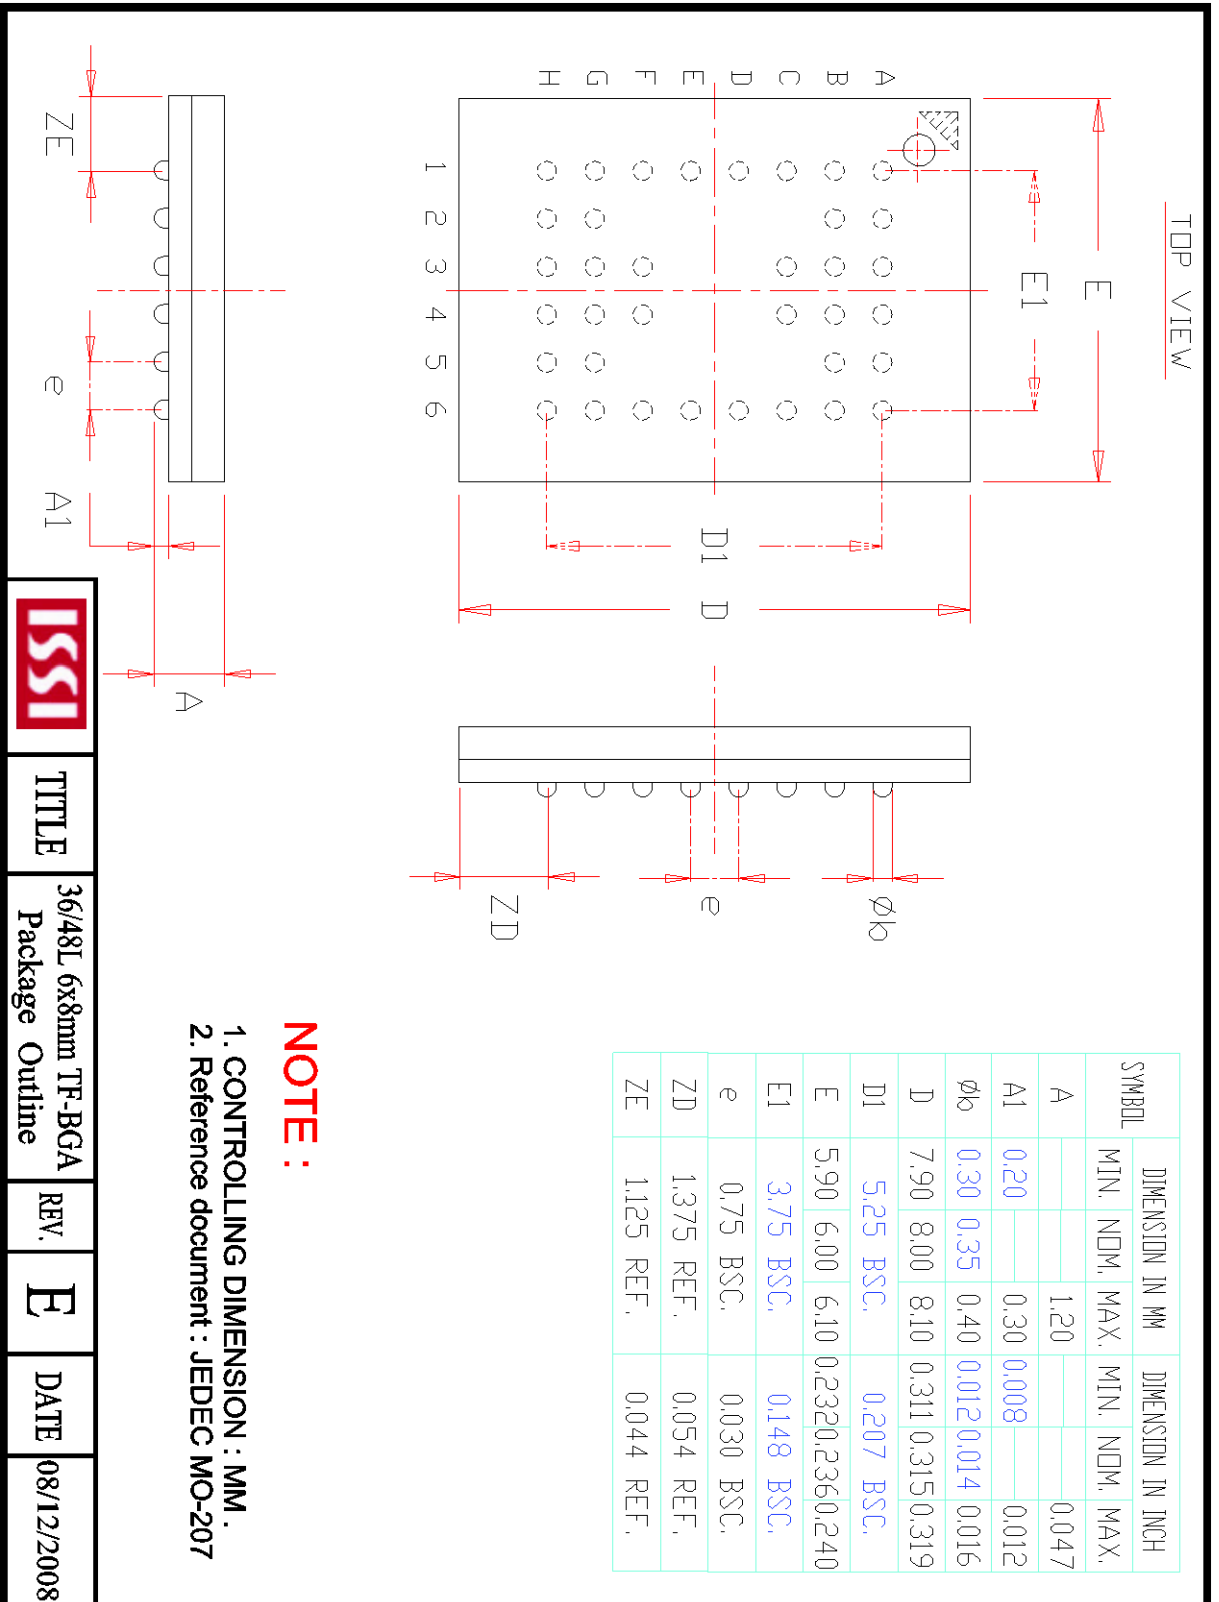 TOP VIEW
E
E1
A B C D E F G H
1 2 3 4 5 6
D1
D
ZE
e
A1
A
Øb
e
ZD
SYMBOL DIMENSION IN MM DIMENSION IN INCH
MIN. NOM. MAX. MIN. NOM. MAX.
A 1.20 0.047
A1 0.20 0.30 0.008 0.012
Øb 0.30 0.35 0.40 0.012 0.014 0.016
D 7.90 8.00 8.10 0.311 0.315 0.319
D1 5.25 BSC. 0.207 BSC.
E 5.90 6.00 6.10 0.232 0.236 0.240
E1 3.75 BSC. 0.148 BSC.
e 0.75 BSC. 0.030 BSC.
ZD 1.375 REF. 0.054 REF.
ZE 1.125 REF. 0.044 REF.
NOTE :
1. CONTROLLING DIMENSION : MM .
2. Reference document : JEDEC MO-207
ISSI
TITLE
36/48L 6x8mm TF-BGA
Package Outline
REV.
E
DATE
08/12/2008